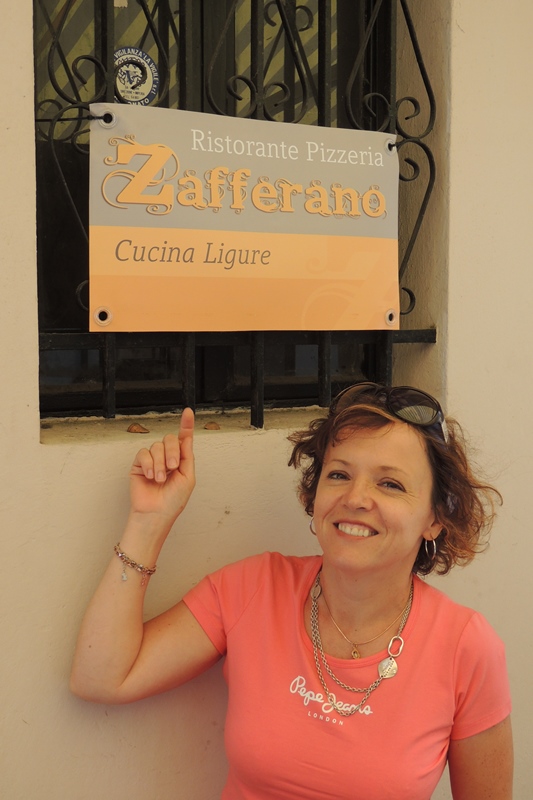 Ristorante Pizzeria
Zafferano
Cucina Ligure
Pepe Jeans
LONDON